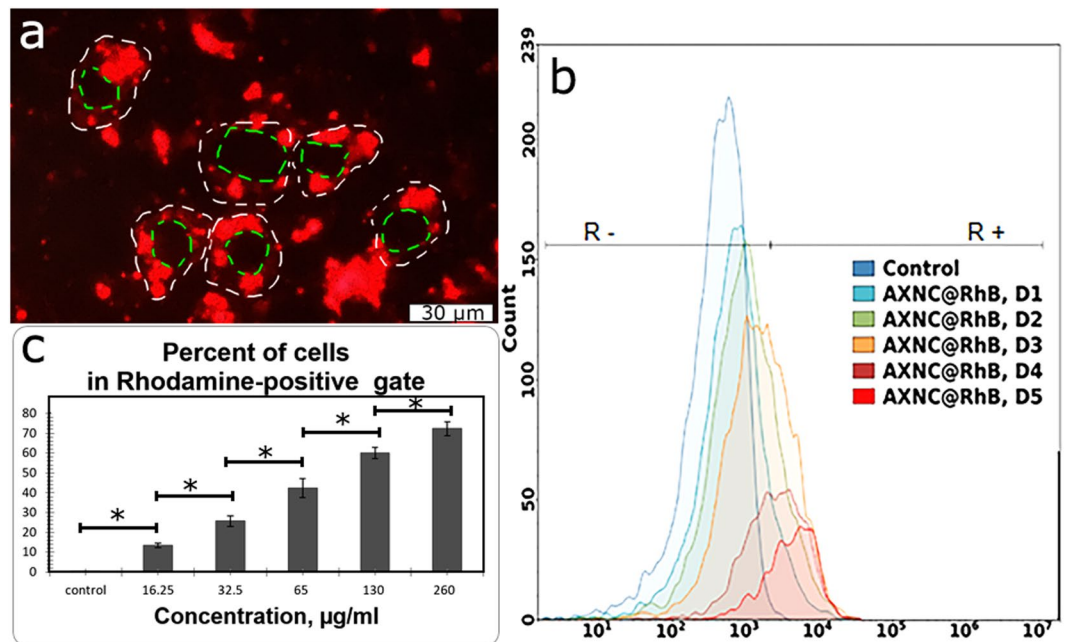 a
30 µm
b
239
200
150
100
50
0
Count
R -
R +
Control
AXNC@RhB, D1
AXNC@RhB, D2
AXNC@RhB, D3
AXNC@RhB, D4
AXNC@RhB, D5
10¹ 10² 10³ 10⁴ 10⁵ 10⁶ 10⁷
c
Percent of cells
in Rhodamine-positive gate
80
70
60
50
40
30
20
10
0
* * * * *
control 16.25 32.5 65 130 260
Concentration, µg/ml